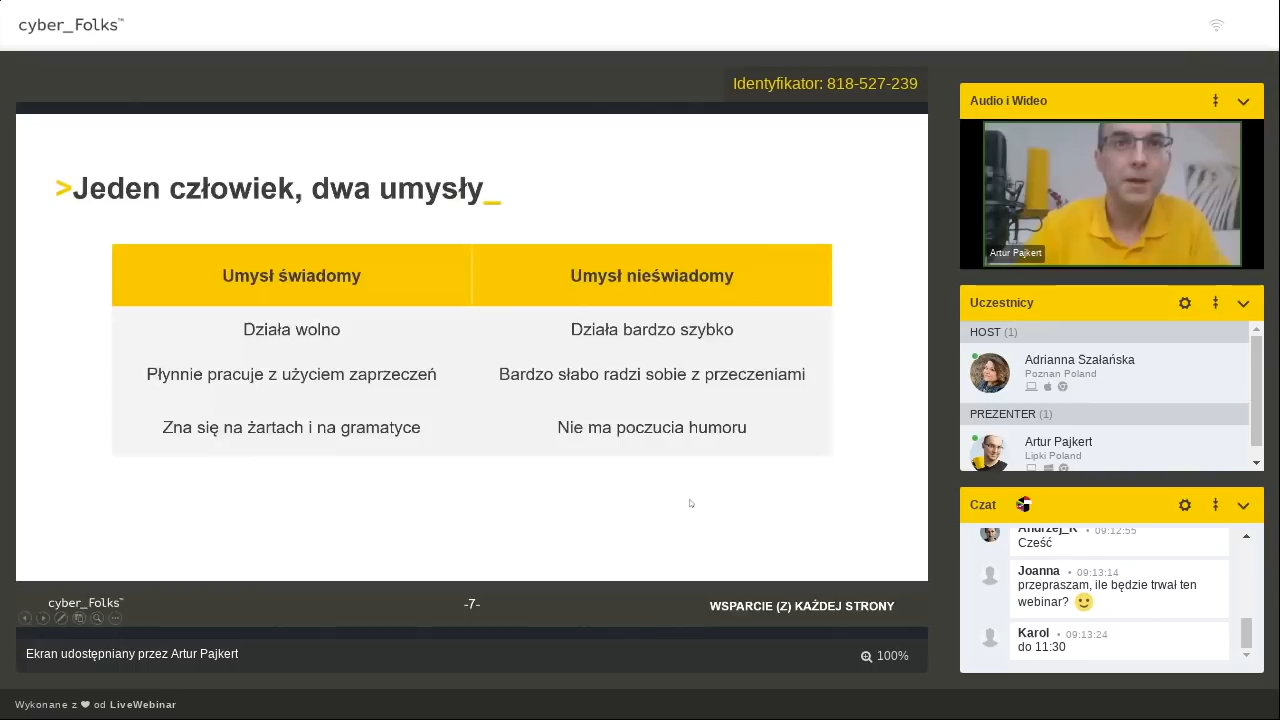 cyber_Folks™
Identyfikator: 818-527-239
>Jeden człowiek, dwa umysły_
Umysł świadomy
Umysł nieświadomy
Działa wolno
Działa bardzo szybko
Płynnie pracuje z użyciem zaprzeczeń
Bardzo słabo radzi sobie z przeczeniami
Zna się na żartach i na gramatyce
Nie ma poczucia humoru
cyber_Folks™
-7-
WSPARCIE (Z) KAŻDEJ STRONY
Ekran udostępniany przez Artur Pajkert
100%
Audio i Wideo
Artur Pajkert
Uczestnicy
HOST (1)
Adrianna Szałańska
Poznan Poland
PREZENTER (1)
Artur Pajkert
Lipki Poland
Czat
Andrzej_K • 09:12:55
Cześć
Joanna • 09:13:14
przepraszam, ile będzie trwał ten
webinar? 🙂
Karol • 09:13:24
do 11:30
Wykonane z ❤ od LiveWebinar